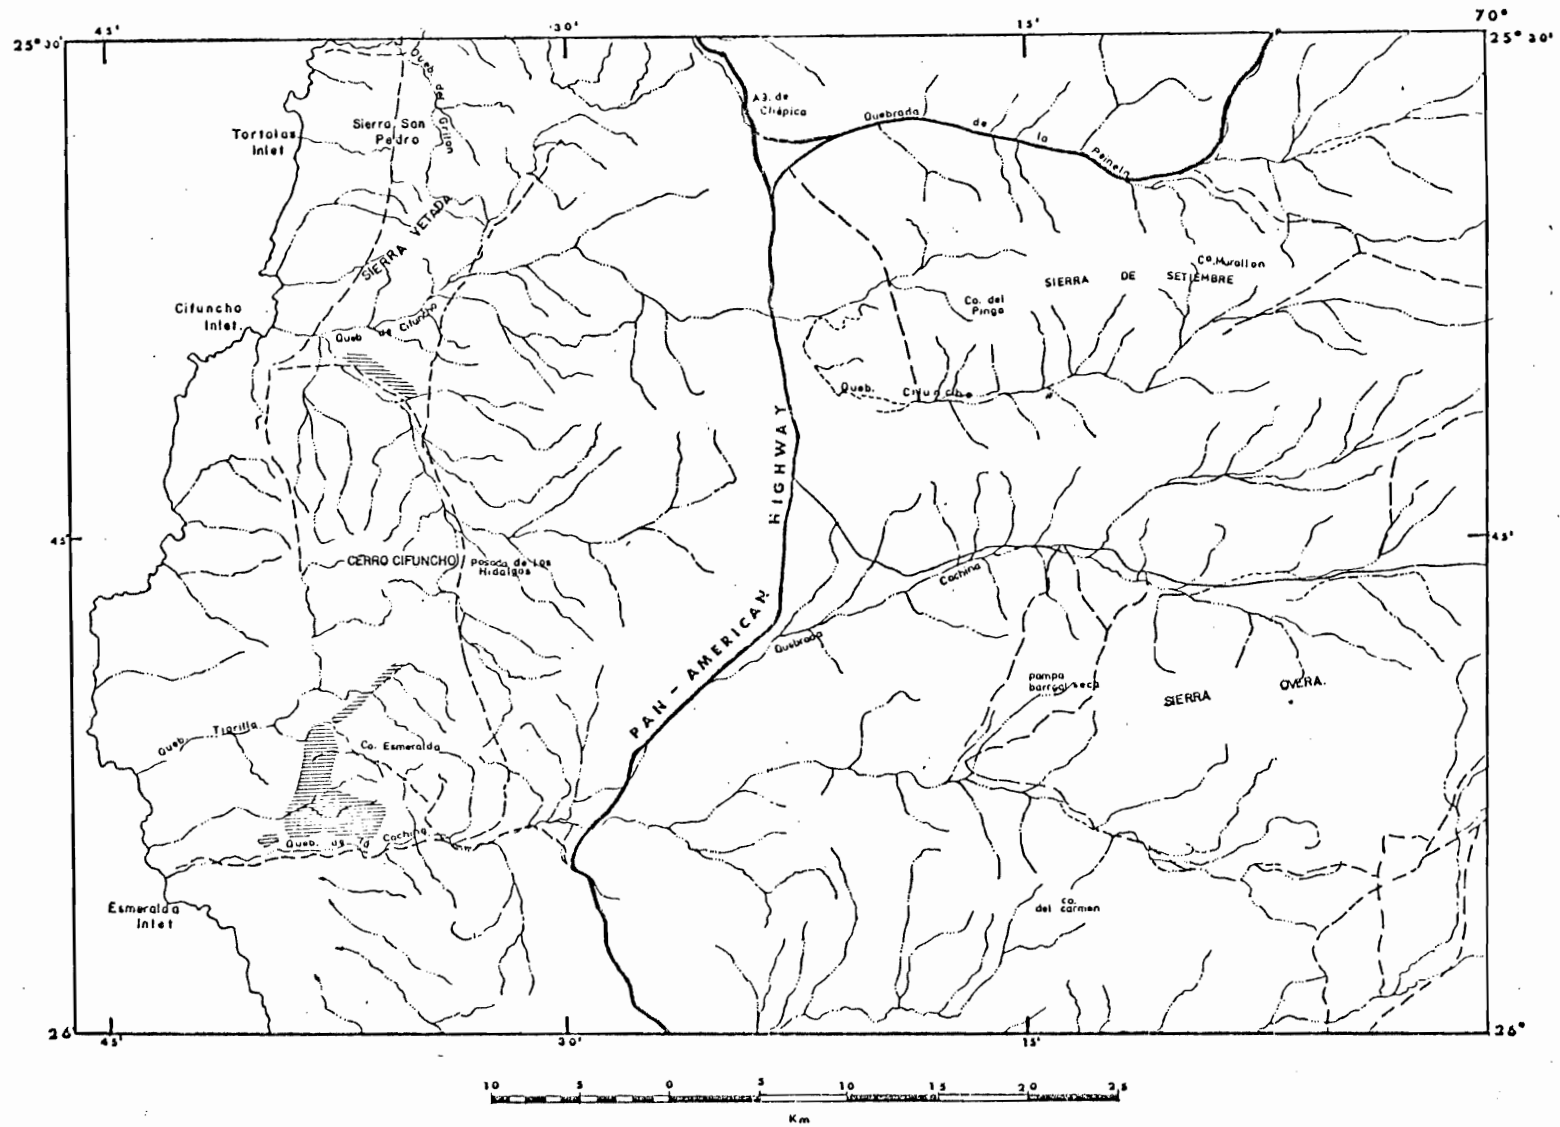 45'
30'
15'
70°
25° 30'
25° 30'
Queb. del Grilon
A3. de
Chépica
Quebrada de la Peineta
Tortolas
Inlet
Sierra San
Pedro
SIERRA VETADA
Co. Murallon
SIERRA DE SETIEMBRE
Co. del
Pingo
Cifuncho
Inlet.
Queb de Cifuncho
Queb. Cifuncho
PAN - AMERICAN HIGHWAY
45'
45'
CERRO CIFUNCHO
Posada de Los
Hidalgos
Cachina
Quebrada
pampa
barrial seca
SIERRA OVERA.
Queb. Tigrilla
Co. Esmeralda
Queb. de la Cachina
Esmeralda
Inlet
co.
del carmen
26
26°
45'
30'
15'
10 5 0 5 10 15 20 25
Km